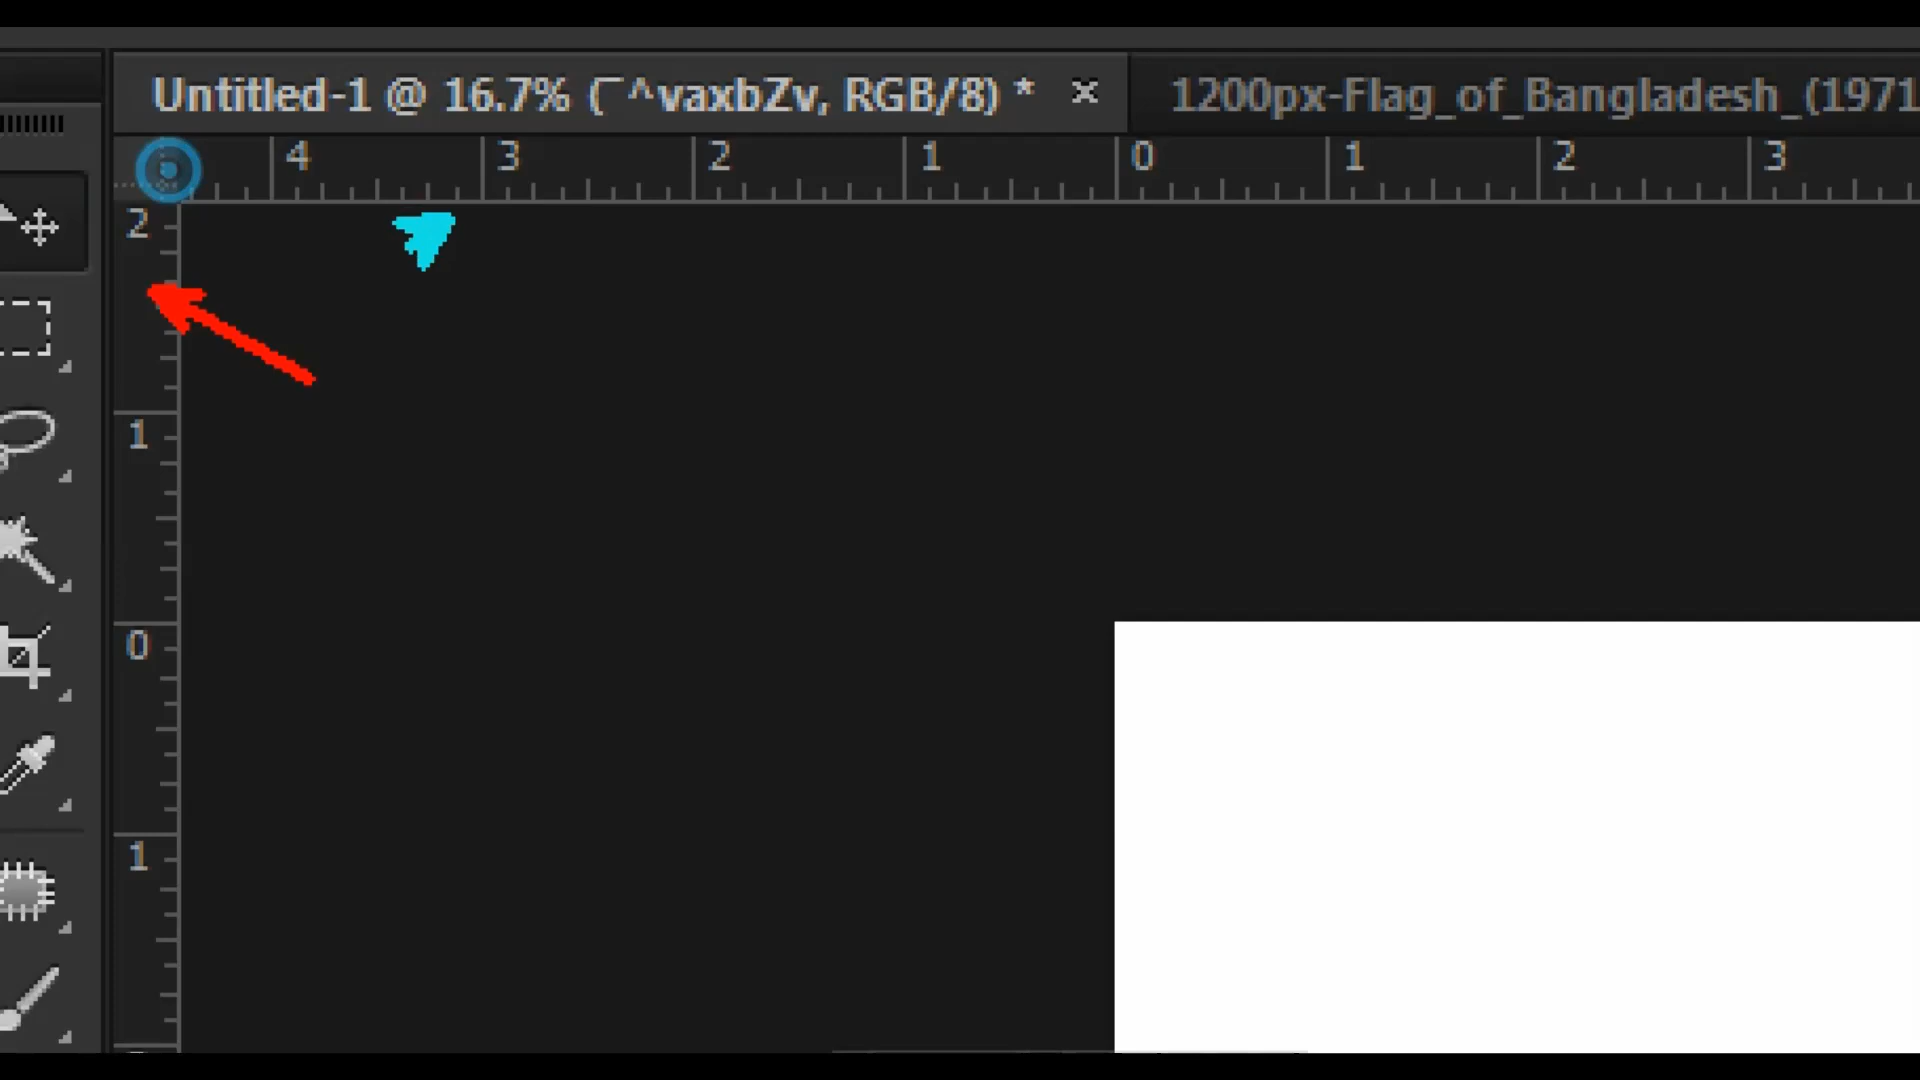 Untitled-1 @ 16.7% (¯^vaxbZv, RGB/8) * ×
1200px-Flag_of_Bangladesh_(1971
4 3 2 1 0 1 2 3
2
1
0
1